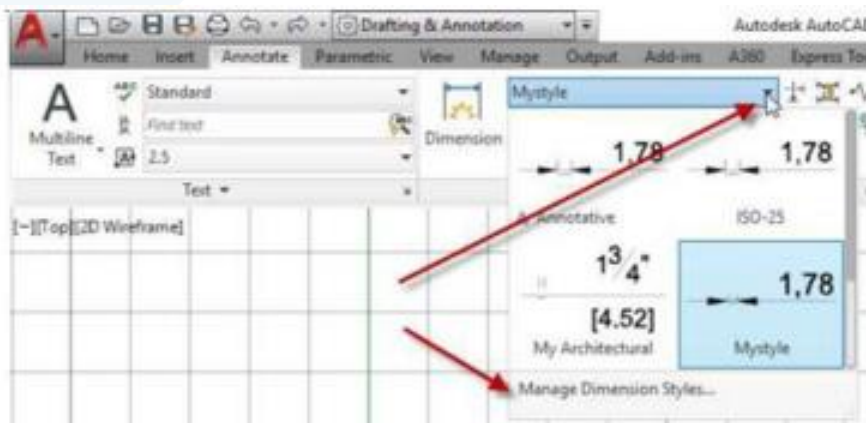 A Drafting & Annotation Autodesk AutoCA
Home Insert Annotate Parametric View Manage Output Add-ins A360 Express To
A
Multiline
Text
ABC Standard
Find text
2.5
Text
Dimension
Mystyle
1,78 1,78
Annotative ISO-25
1 3/4" 1,78
[4.52]
My Architectural Mystyle
Manage Dimension Styles...
[−][Top][2D Wireframe]